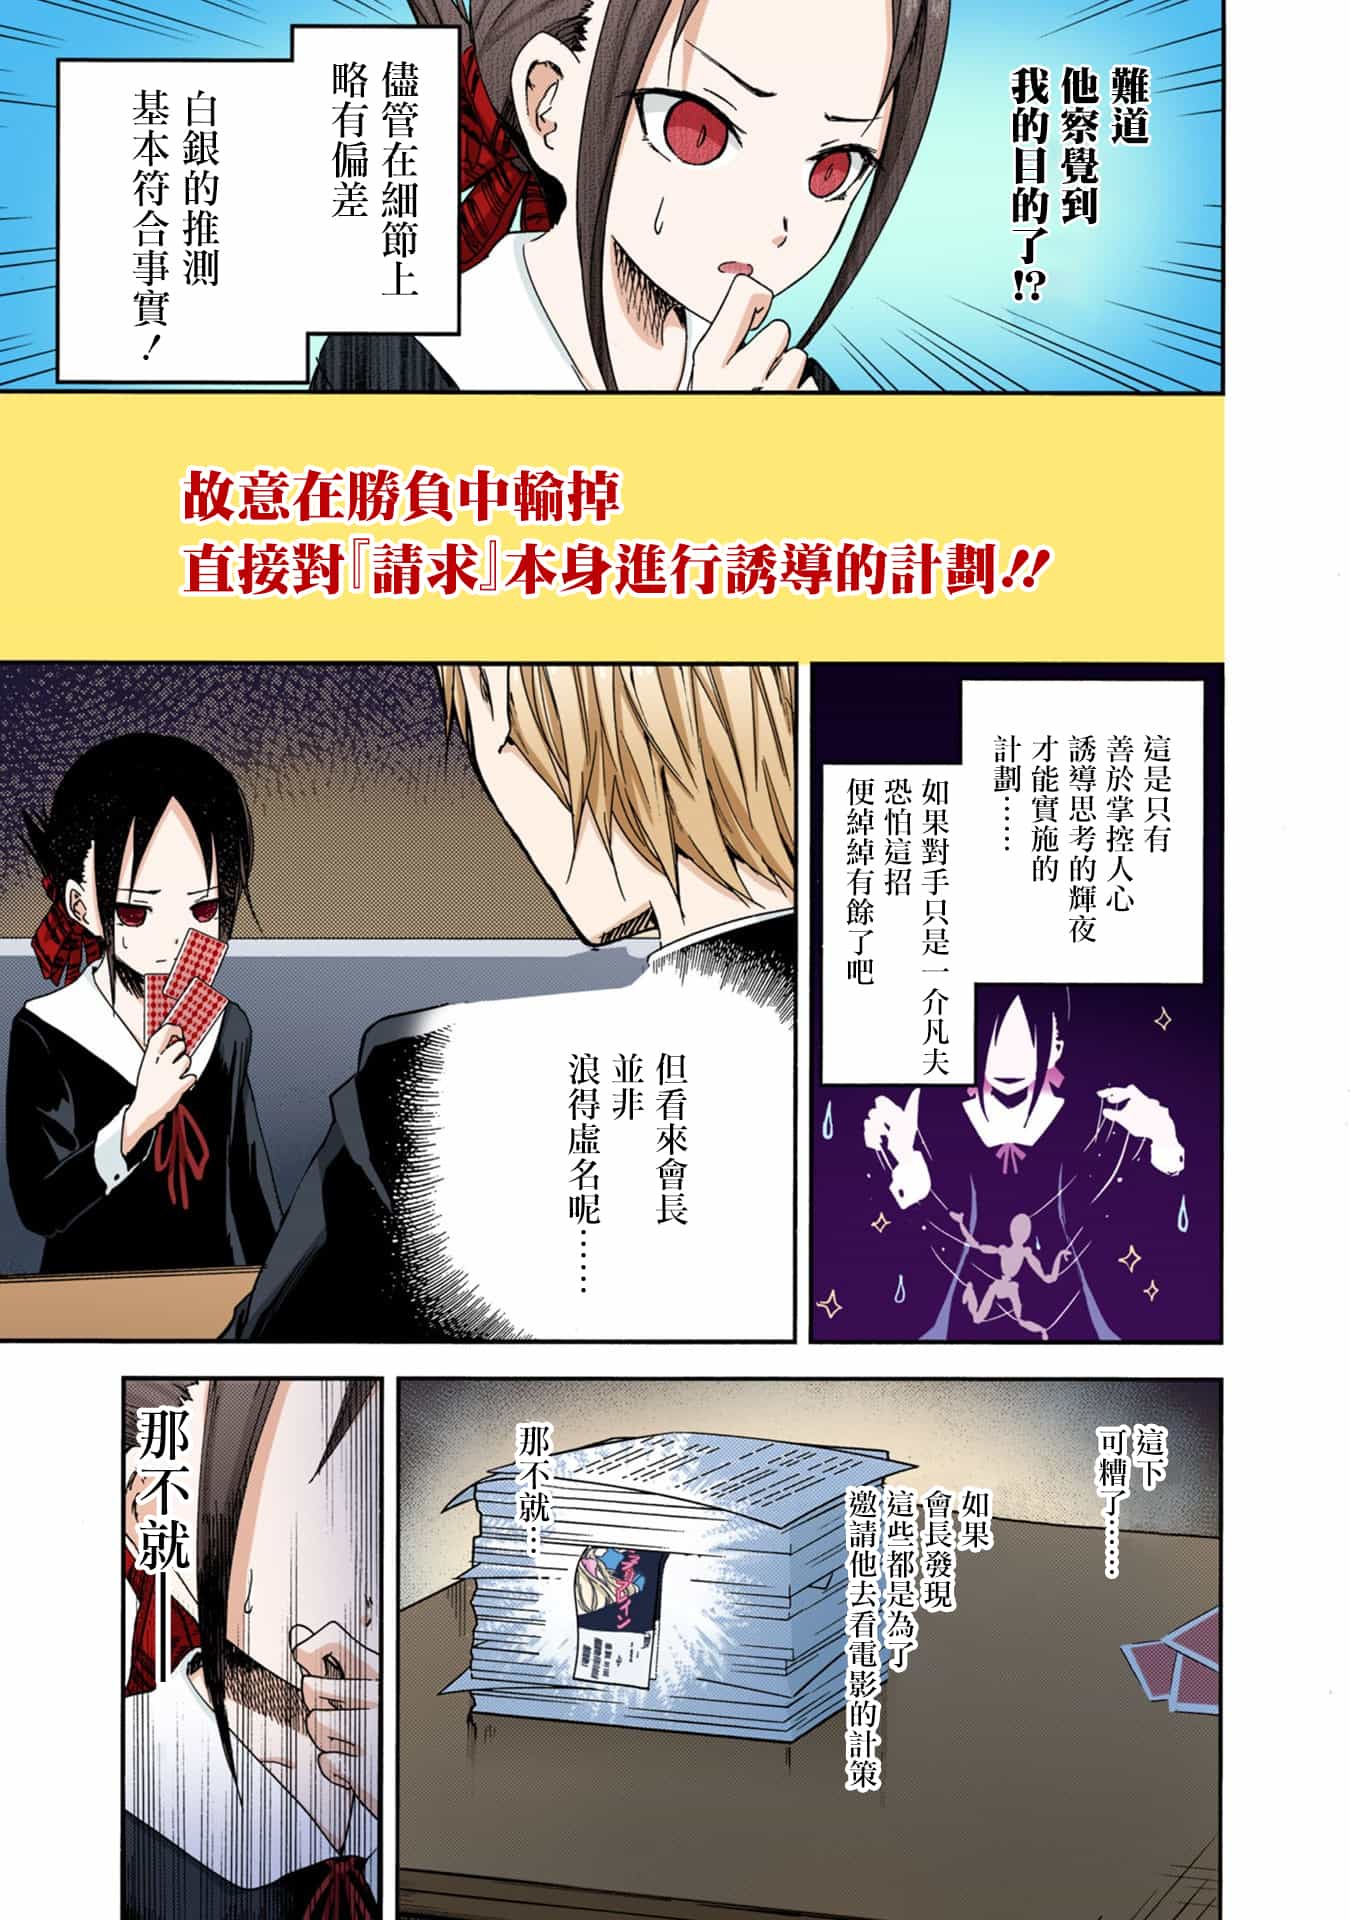 難道
他察覺到
我的目的了!?
儘管在細節上
略有偏差
白銀的推測
基本符合事實!
故意在勝負中輸掉
直接對『請求』本身進行誘導的計劃!!
這是只有
善於掌控人心
誘導思考的輝夜
才能實施的
計劃……
如果對手只是一介凡夫
恐怕這招
便綽綽有餘了吧
但看來會長
並非
浪得虛名呢……
這下
可糟了……
如果
會長發現
這些都是為了
邀請他去看電影的計策
那不就…
那不就——